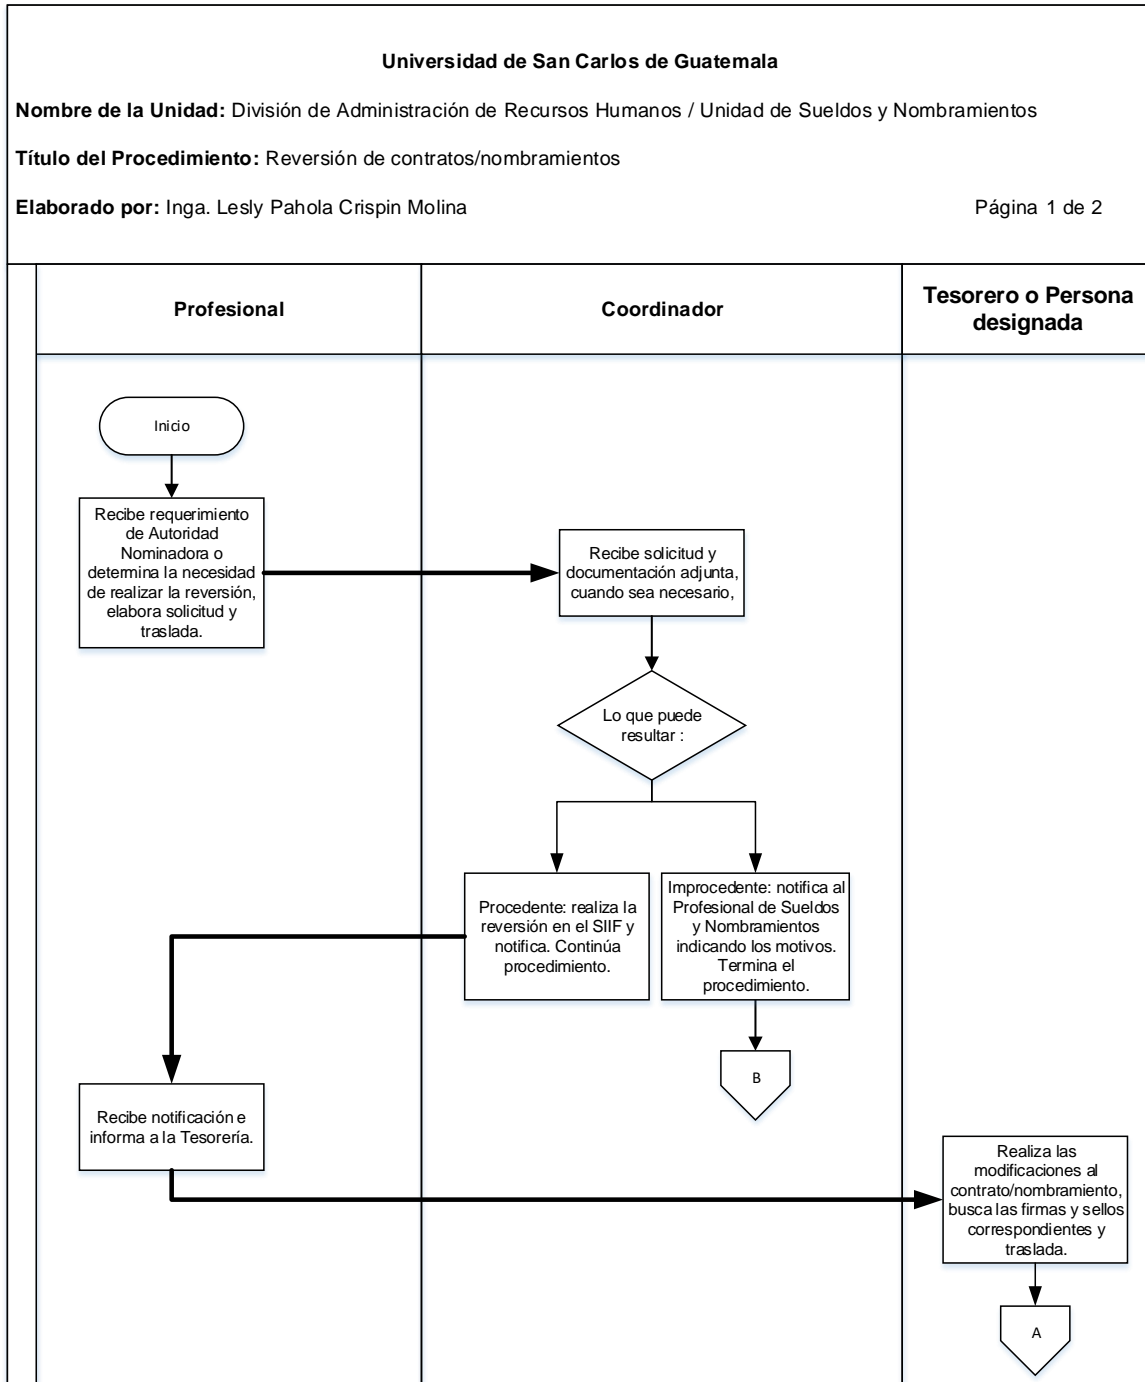 Universidad de San Carlos de Guatemala
Nombre de la Unidad: División de Administración de Recursos Humanos / Unidad de Sueldos y Nombramientos
Título del Procedimiento: Reversión de contratos/nombramientos
Elaborado por: Inga. Lesly Pahola Crispin Molina
Página 1 de 2
Profesional
Coordinador
Tesorero o Persona
designada
Inicio
Recibe requerimiento
de Autoridad
Nominadora o
determina la necesidad
de realizar la reversión,
elabora solicitud y
traslada.
Recibe solicitud y
documentación adjunta,
cuando sea necesario,
Lo que puede
resultar :
Procedente: realiza la
reversión en el SIIF y
notifica. Continúa
procedimiento.
Improcedente: notifica al
Profesional de Sueldos
y Nombramientos
indicando los motivos.
Termina el
procedimiento.
B
Recibe notificación e
informa a la Tesorería.
Realiza las
modificaciones al
contrato/nombramiento,
busca las firmas y sellos
correspondientes y
traslada.
A